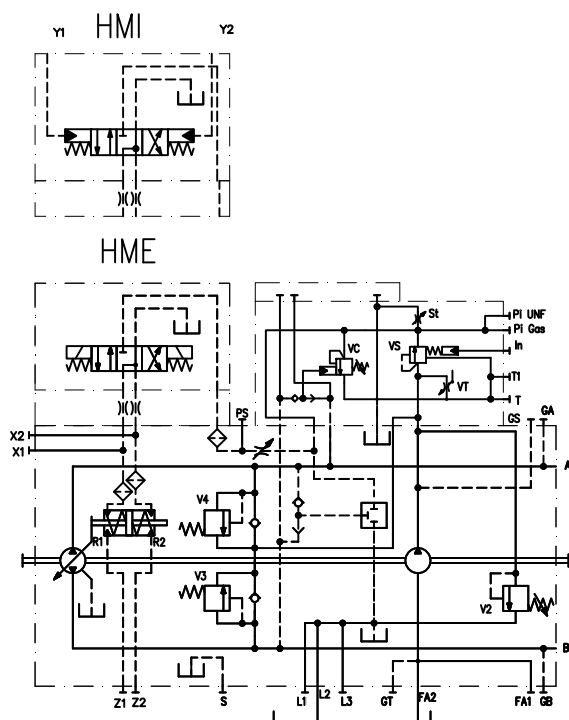 Y1 Y2
HMI
HME
St
Pi UNF
Pi Gas
In
VC VS
VT
T1
T
PS
GS GA
X2
X1
A
V4
R1 R2
V3
V2
B
Z1 Z2 S L1 L2 L3 GT FA2 FA1 GB